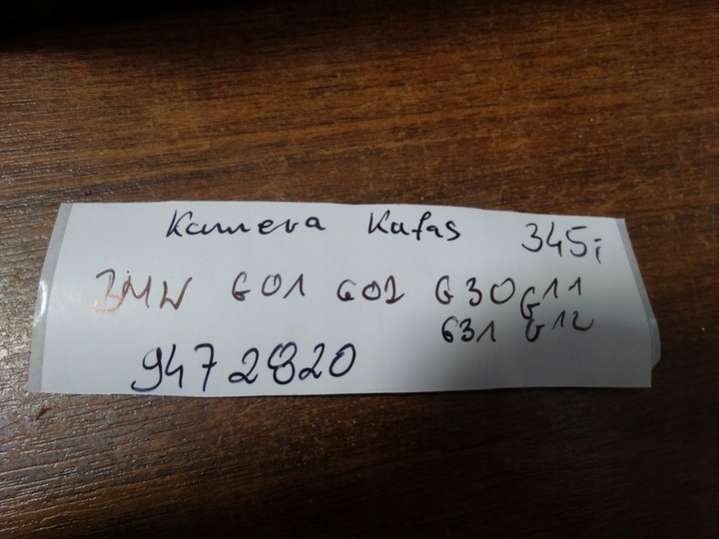 Kamera Kafas 345i
BMW G01 G02 G30 G11
G31 G12
9472820